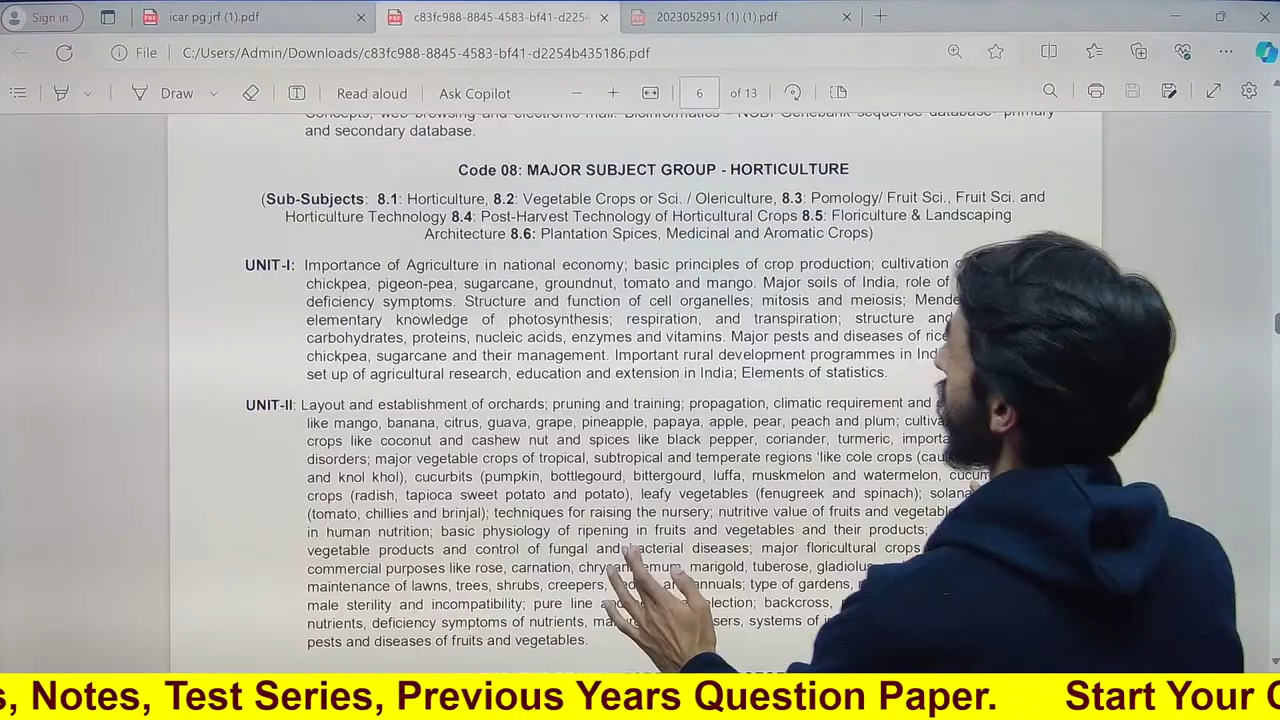 Sign in
icar pg jrf (1).pdf
c83fc988-8845-4583-bf41-d2254
2023052951 (1) (1).pdf
File
C:/Users/Admin/Downloads/c83fc988-8845-4583-bf41-d2254b435186.pdf
Draw
Read aloud
Ask Copilot
6 of 13
and secondary database.
Code 08: MAJOR SUBJECT GROUP - HORTICULTURE
(Sub-Subjects: 8.1: Horticulture, 8.2: Vegetable Crops or Sci. / Olericulture, 8.3: Pomology/ Fruit Sci., Fruit Sci. and
Horticulture Technology 8.4: Post-Harvest Technology of Horticultural Crops 8.5: Floriculture & Landscaping
Architecture 8.6: Plantation Spices, Medicinal and Aromatic Crops)
UNIT-I: Importance of Agriculture in national economy; basic principles of crop production; cultivation
chickpea, pigeon-pea, sugarcane, groundnut, tomato and mango. Major soils of India, role of
deficiency symptoms. Structure and function of cell organelles; mitosis and meiosis; Mende
elementary knowledge of photosynthesis; respiration, and transpiration; structure and
carbohydrates, proteins, nucleic acids, enzymes and vitamins. Major pests and diseases of rice
chickpea, sugarcane and their management. Important rural development programmes in Ind
set up of agricultural research, education and extension in India; Elements of statistics.
UNIT-II: Layout and establishment of orchards; pruning and training; propagation, climatic requirement and
like mango, banana, citrus, guava, grape, pineapple, papaya, apple, pear, peach and plum; cultiva
crops like coconut and cashew nut and spices like black pepper, coriander, turmeric, importa
disorders; major vegetable crops of tropical, subtropical and temperate regions 'like cole crops (cau
and knol khol), cucurbits (pumpkin, bottlegourd, bittergourd, luffa, muskmelon and watermelon, cucum
crops (radish, tapioca sweet potato and potato), leafy vegetables (fenugreek and spinach); solana
(tomato, chillies and brinjal); techniques for raising the nursery; nutritive value of fruits and vegetable
in human nutrition; basic physiology of ripening in fruits and vegetables and their products;
vegetable products and control of fungal and bacterial diseases; major floricultural crops
commercial purposes like rose, carnation, chrysanthemum, marigold, tuberose, gladiolus
maintenance of lawns, trees, shrubs, creepers, annuals; type of gardens,
male sterility and incompatibility; pure line election; backcross,
nutrients, deficiency symptoms of nutrients, systems of
pests and diseases of fruits and vegetables.
s, Notes, Test Series, Previous Years Question Paper. Start Your